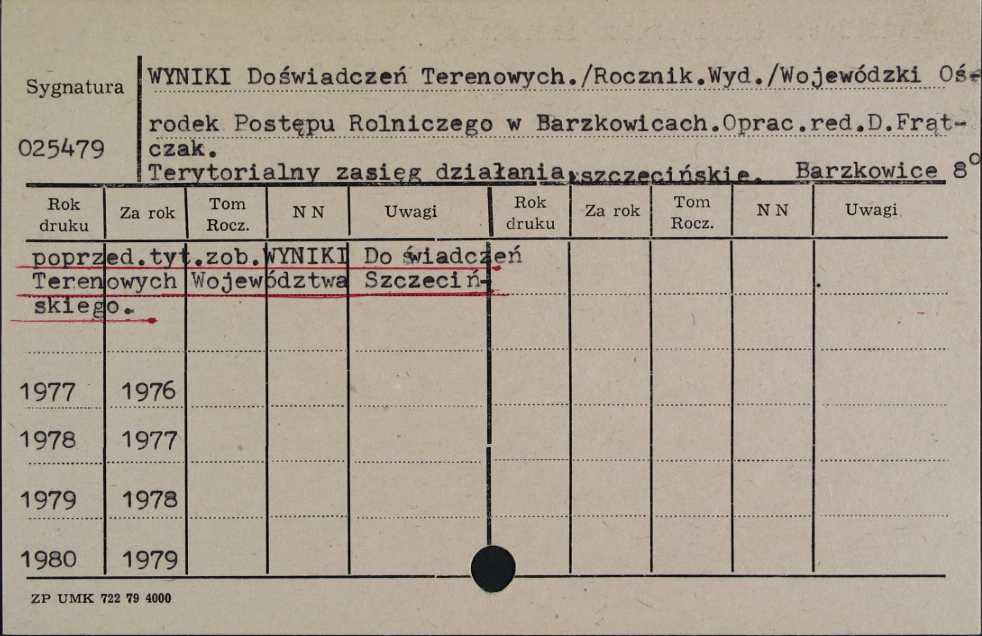 Sygnatura
025479
WYNIKI Doświadczeń Terenowych./Rocznik.Wyd./Wojewódzki Oś-
rodek Postępu Rolniczego w Barzkowicach.Oprac.red.D.Frąt-
czak.
Terytorialny zasięg działania:szczecińskie. Barzkowice 8°
Rok druku Za rok Tom Rocz. N N Uwagi Rok druku Za rok Tom Rocz. N N Uwagi
poprzed.tyt.zob.WYNIKI Do świadczeń
Terenowych Województwa Szczeciń-
skiego.
1977 1976
1978 1977
1979 1978
1980 1979
ZP UMK 722 79 4000